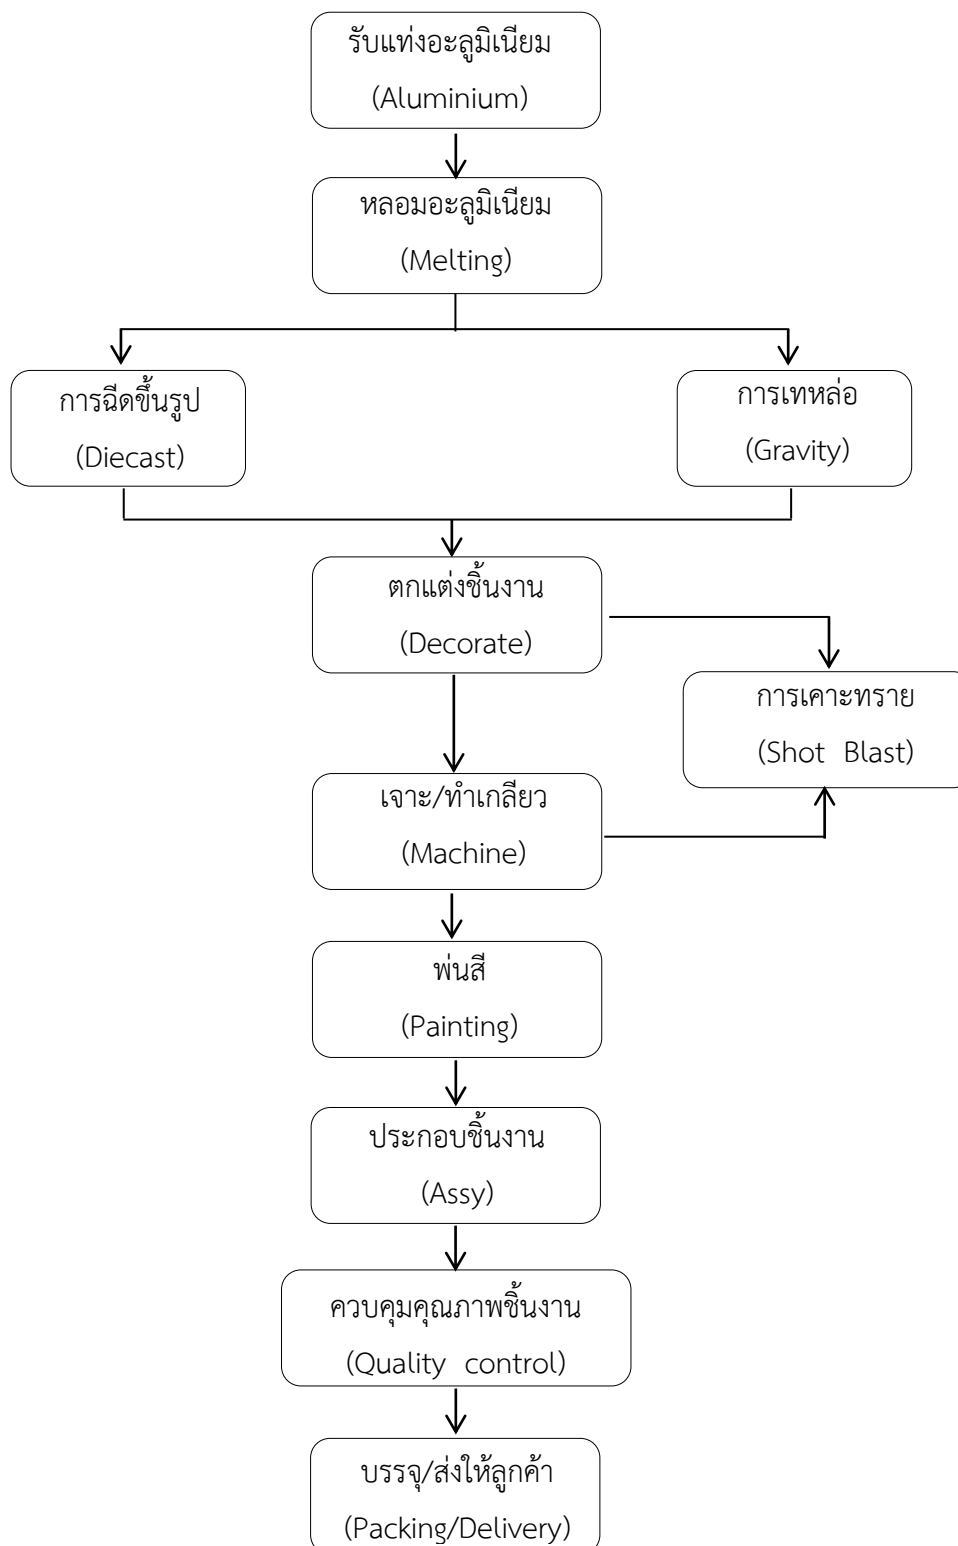 รับแท่งอะลูมิเนียม
(Aluminium)
หลอมอะลูมิเนียม
(Melting)
การฉีดขึ้นรูป
(Diecast)
การเทหล่อ
(Gravity)
ตกแต่งชิ้นงาน
(Decorate)
การเคาะทราย
(Shot Blast)
เจาะ/ทำเกลียว
(Machine)
พ่นสี
(Painting)
ประกอบชิ้นงาน
(Assy)
ควบคุมคุณภาพชิ้นงาน
(Quality control)
บรรจุ/ส่งให้ลูกค้า
(Packing/Delivery)